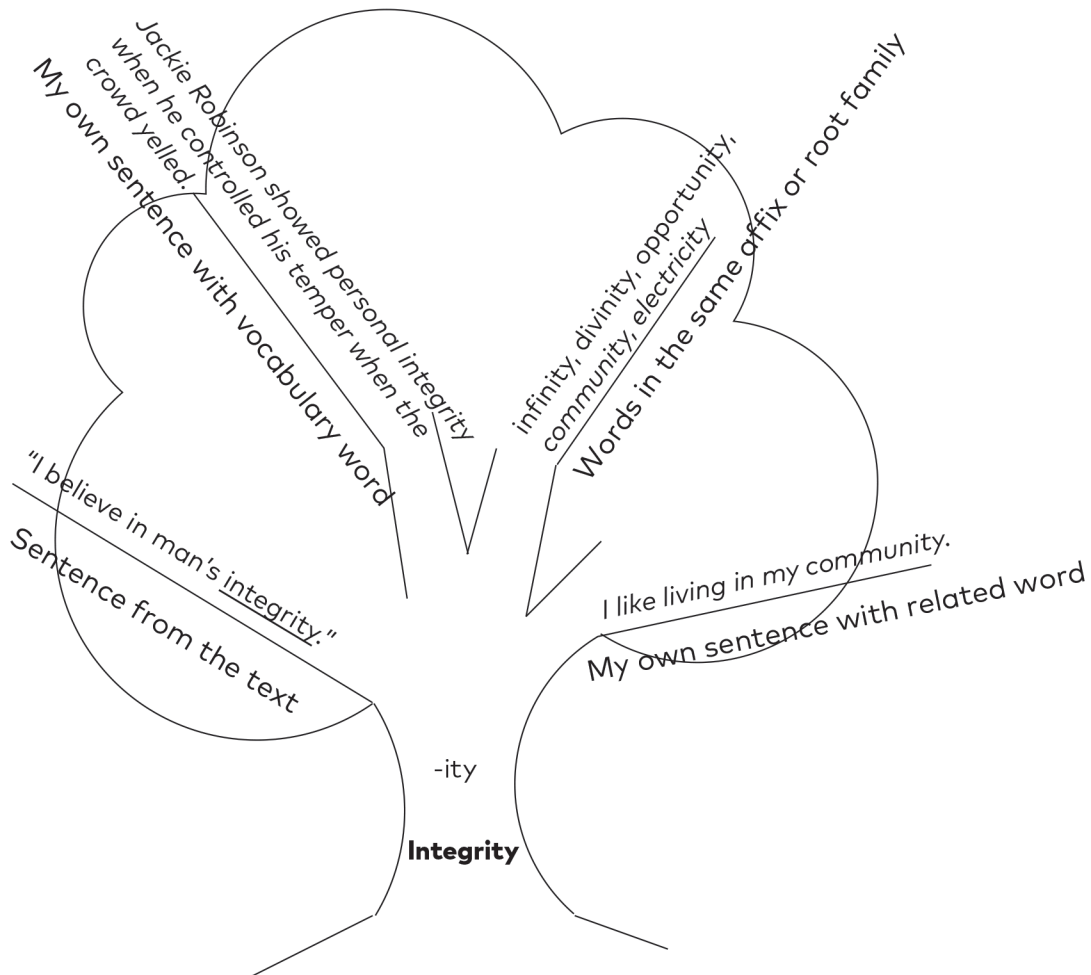 Jackie Robinson showed personal integrity
when he controlled his temper when the
crowd yelled.
My own sentence with vocabulary word
infinity, divinity, opportunity,
community, electricity
Words in the same affix or root family
"I believe in man's integrity."
Sentence from the text
I like living in my community.
My own sentence with related word
-ity
Integrity